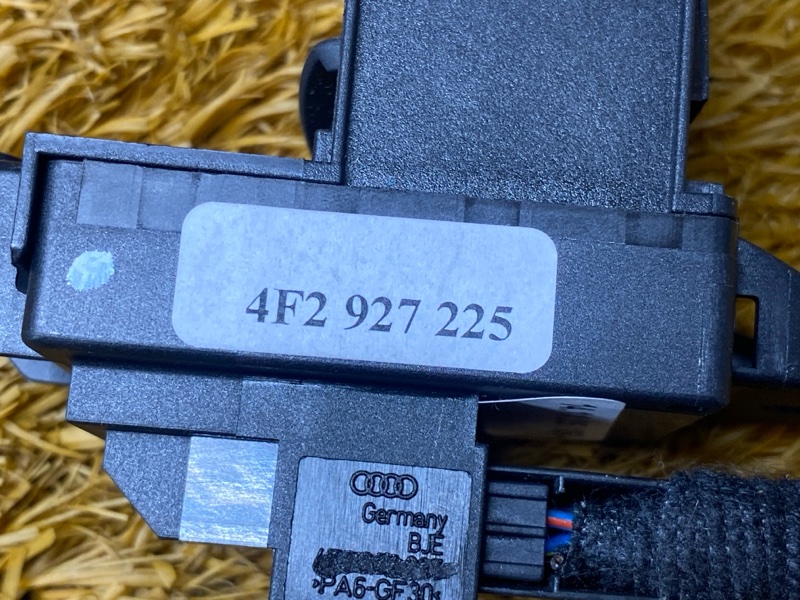 4F2 927 225
Germany
BJE
>PA6-GF30<